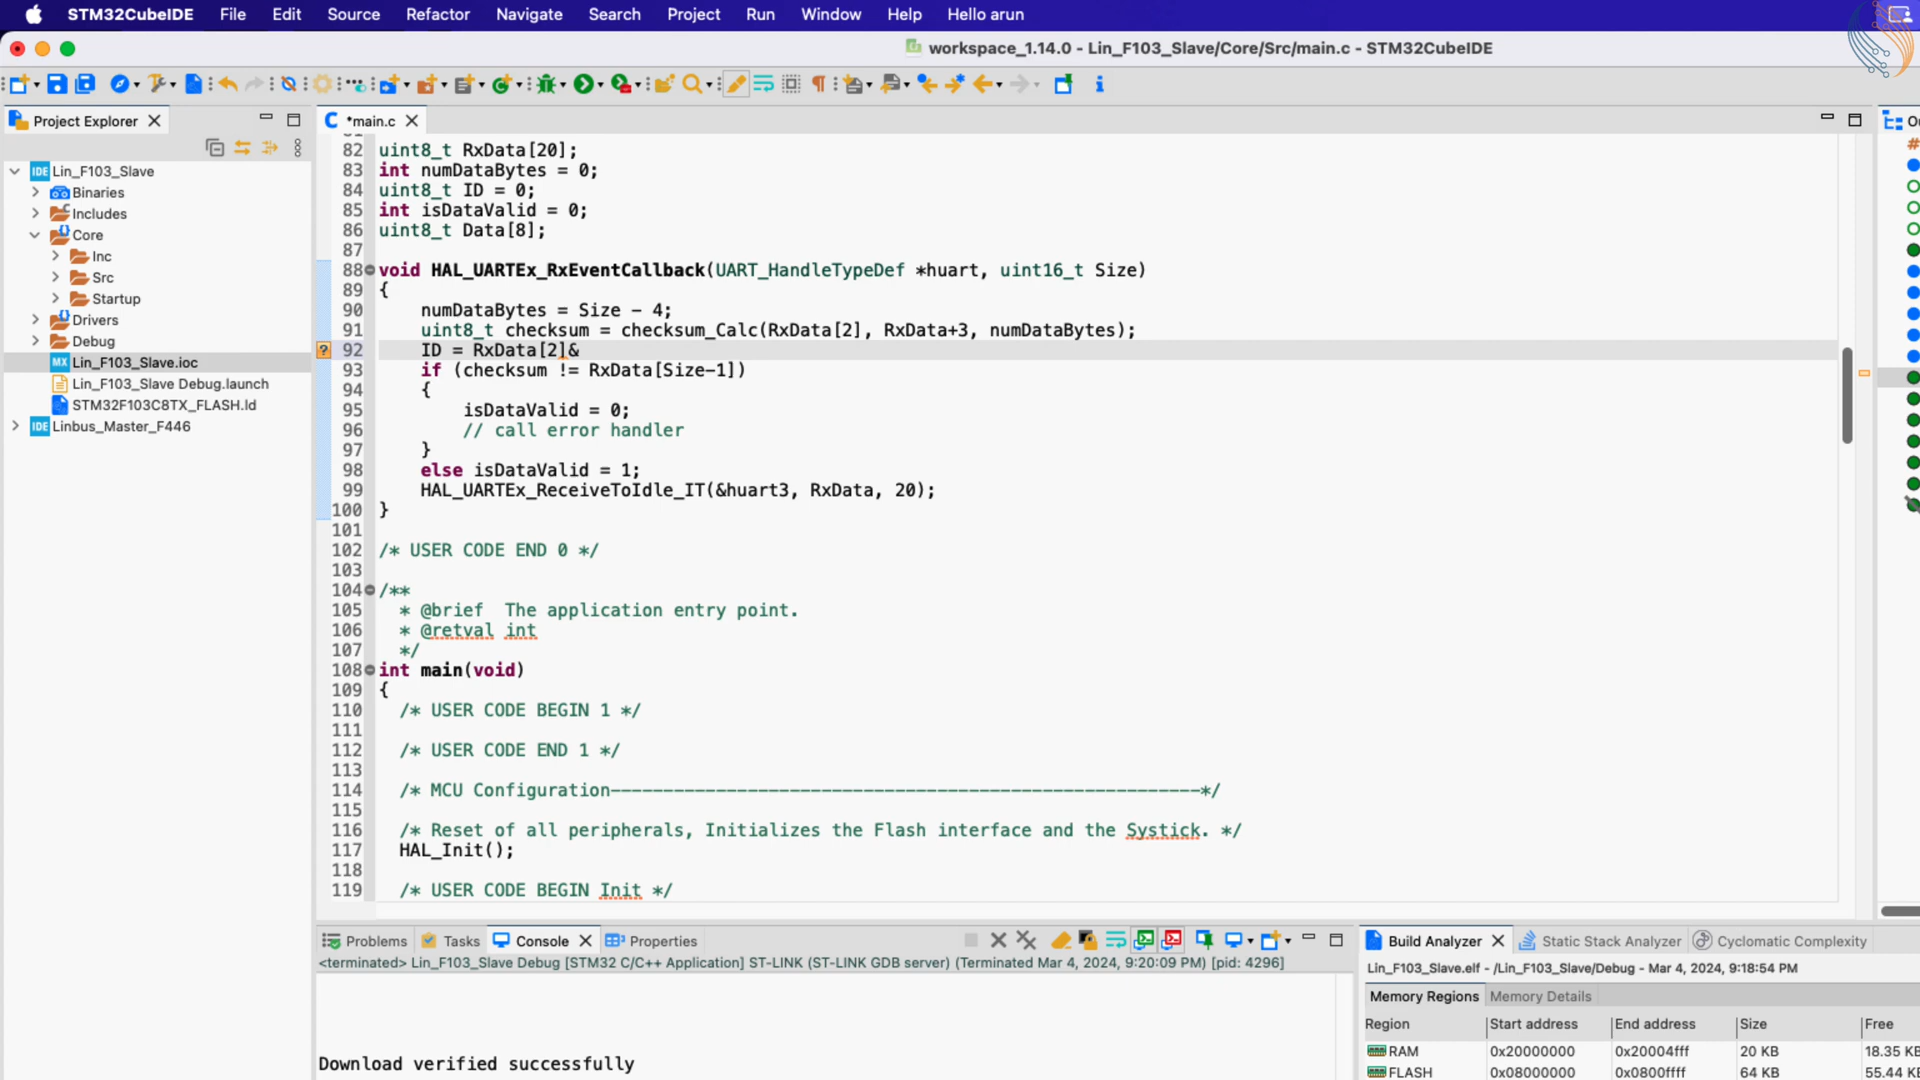 STM32CubeIDE File Edit Source Refactor Navigate Search Project Run Window Help Hello arun
workspace_1.14.0 - Lin_F103_Slave/Core/Src/main.c - STM32CubeIDE
Project Explorer
Lin_F103_Slave
Binaries
Includes
Core
Inc
Src
Startup
Drivers
Debug
Lin_F103_Slave.ioc
Lin_F103_Slave Debug.launch
STM32F103C8TX_FLASH.ld
Linbus_Master_F446
*main.c
82 uint8_t RxData[20];
83 int numDataBytes = 0;
84 uint8_t ID = 0;
85 int isDataValid = 0;
86 uint8_t Data[8];
87
88 void HAL_UARTEx_RxEventCallback(UART_HandleTypeDef *huart, uint16_t Size)
89 {
90 numDataBytes = Size - 4;
91 uint8_t checksum = checksum_Calc(RxData[2], RxData+3, numDataBytes);
92 ID = RxData[2]&
93 if (checksum != RxData[Size-1])
94 {
95 isDataValid = 0;
96 // call error handler
97 }
98 else isDataValid = 1;
99 HAL_UARTEx_ReceiveToIdle_IT(&huart3, RxData, 20);
100 }
101
102 /* USER CODE END 0 */
103
104 /**
105 * @brief The application entry point.
106 * @retval int
107 */
108 int main(void)
109 {
110 /* USER CODE BEGIN 1 */
111
112 /* USER CODE END 1 */
113
114 /* MCU Configuration--------------------------------------------------------*/
115
116 /* Reset of all peripherals, Initializes the Flash interface and the Systick. */
117 HAL_Init();
118
119 /* USER CODE BEGIN Init */
Problems Tasks Console Properties
<terminated> Lin_F103_Slave Debug [STM32 C/C++ Application] ST-LINK (ST-LINK GDB server) (Terminated Mar 4, 2024, 9:20:09 PM) [pid: 4296]
Download verified successfully
Build Analyzer Static Stack Analyzer Cyclomatic Complexity
Lin_F103_Slave.elf - /Lin_F103_Slave/Debug - Mar 4, 2024, 9:18:54 PM
Memory Regions Memory Details
Region Start address End address Size Free
RAM 0x20000000 0x20004fff 20 KB 18.35 KB
FLASH 0x08000000 0x0800ffff 64 KB 55.44 KB